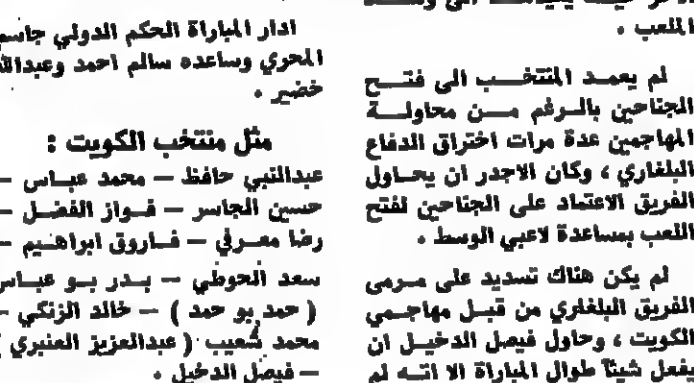 الملعب .
لم يعمد المنتخب الى فتح
الجناحين بالرغم من محاولة
المهاجمين عدة مرات اختراق الدفاع
البلغاري ، وكان الاجدر ان يحاول
الفريق الاعتماد على الجناحين لفتح
اللعب بمساعدة لاعبي الوسط .
لم يكن هناك تسديد على مرمى
الفريق البلغاري من قبل مهاجمي
الكويت ، وحاول فيصل الدخيل ان
يفعل شيئا طوال المباراة الا انه لم
ادار المباراة الحكم الدولي جاسم
المحري وساعده سالم احمد وعبدالله
خضير .
مثل منتخب الكويت :
عبدالنبي حافظ — محمد عباس —
حسين الجاسر — فواز الفضل —
رضا معرفي — فاروق ابراهيم —
سعد الحوطي — بدر بو عباس
( حمد بو حمد ) — خالد الزنكي —
محمد شعيب ( عبدالعزيز العنبري )
— فيصل الدخيل .